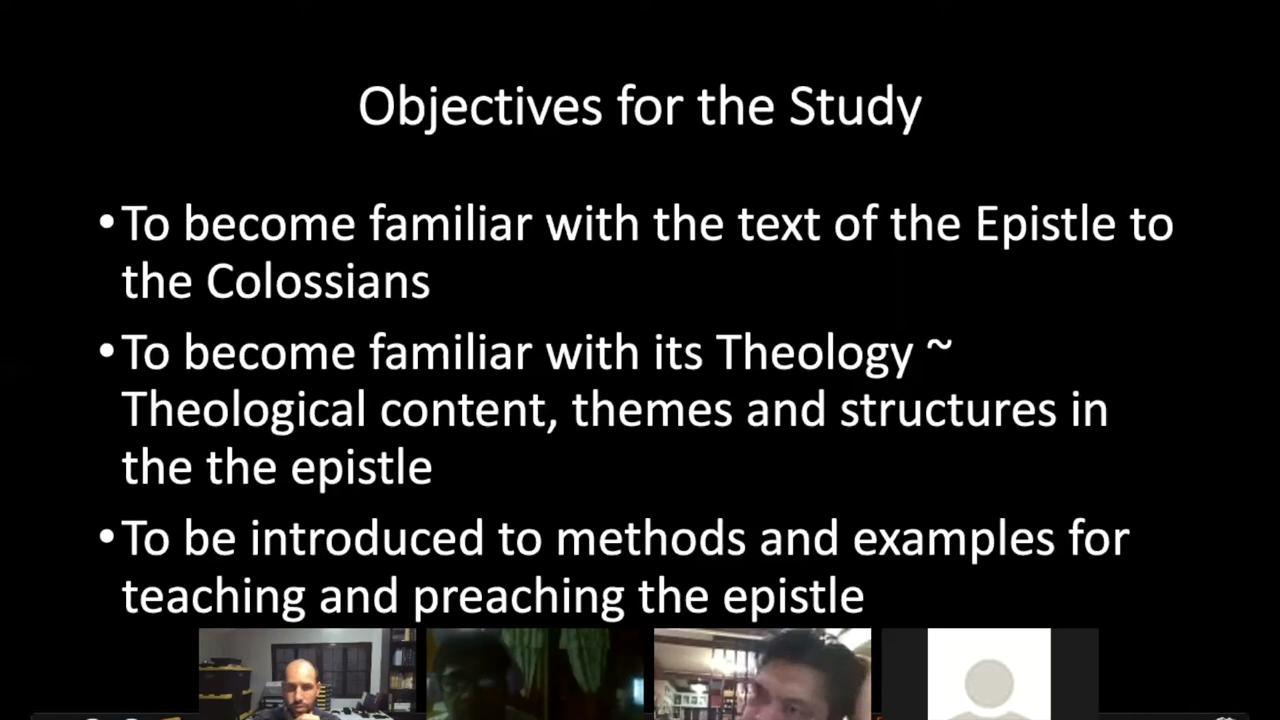 Objectives for the Study
•To become familiar with the text of the Epistle to
the Colossians
•To become familiar with its Theology ~
Theological content, themes and structures in
the the epistle
•To be introduced to methods and examples for
teaching and preaching the epistle